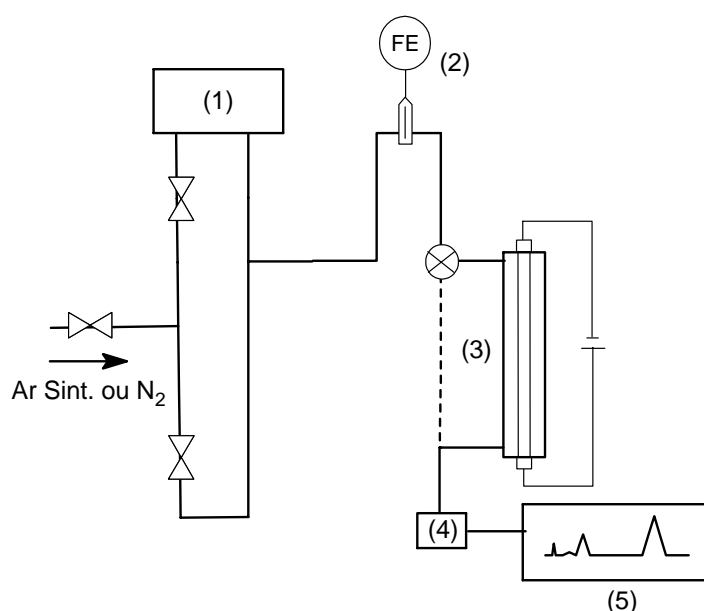 (1)
FE
(2)
(3)
Ar Sint. ou N2
(4)
(5)